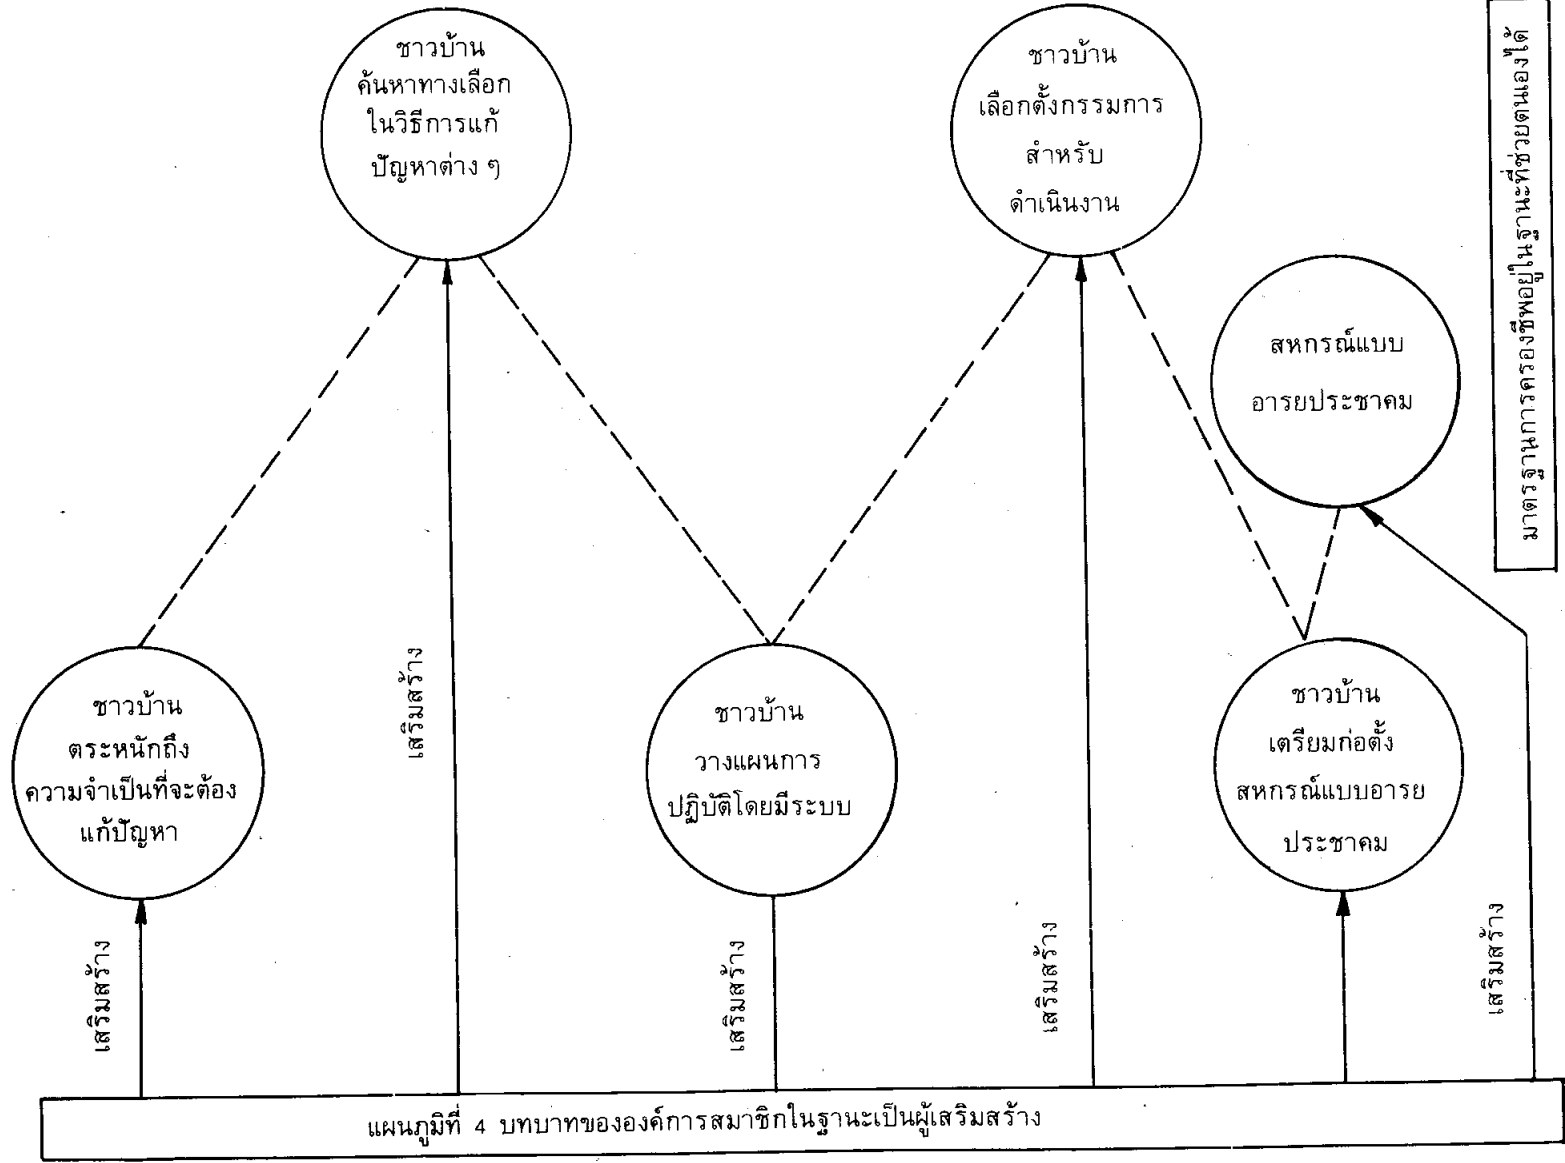 ชาวบ้าน
ค้นหาทางเลือก
ในวิธีการแก้
ปัญหาต่าง ๆ
ชาวบ้าน
เลือกตั้งกรรมการ
สำหรับ
ดำเนินงาน
มาตรฐานการครองชีพอยู่ในฐานะที่ช่วยตนเองได้
สหกรณ์แบบ
อารยประชาคม
ชาวบ้าน
ตระหนักถึง
ความจำเป็นที่จะต้อง
แก้ปัญหา
เสริมสร้าง
ชาวบ้าน
วางแผนการ
ปฏิบัติโดยมีระบบ
ชาวบ้าน
เตรียมก่อตั้ง
สหกรณ์แบบอารย
ประชาคม
เสริมสร้าง
เสริมสร้าง
เสริมสร้าง
เสริมสร้าง
แผนภูมิที่ 4 บทบาทขององค์การสมาชิกในฐานะเป็นผู้เสริมสร้าง